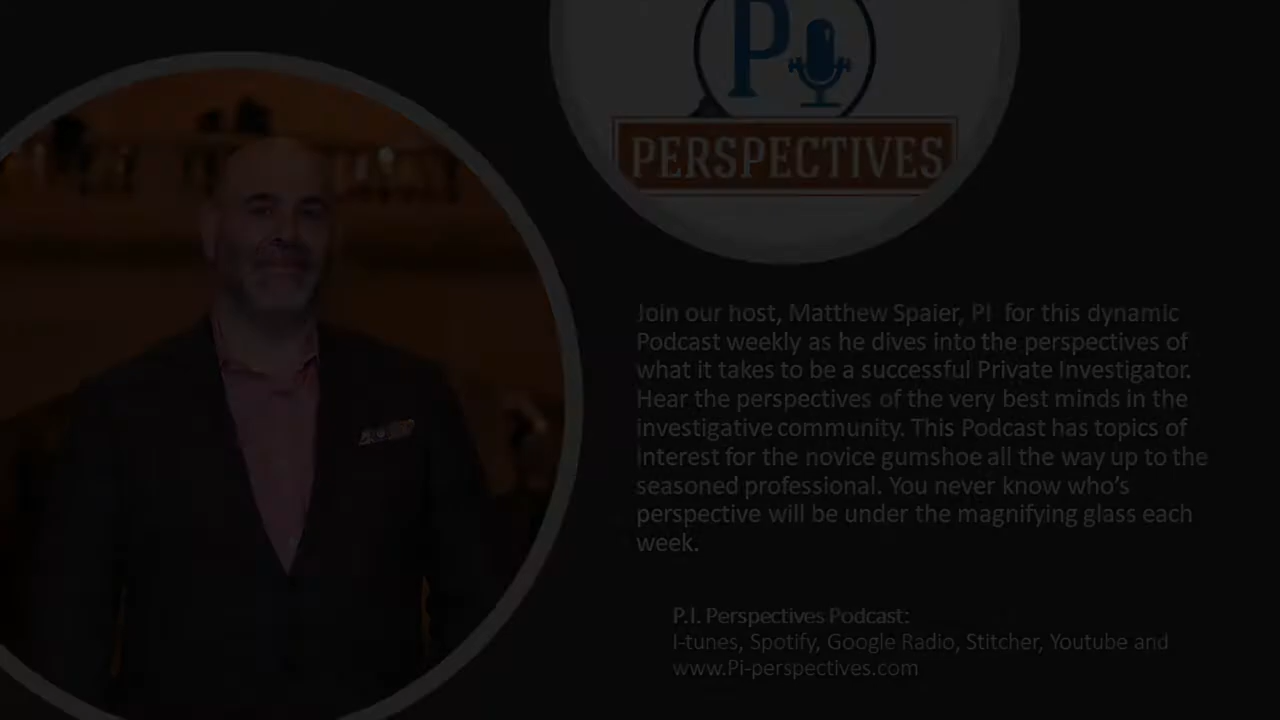 PI
PERSPECTIVES
Join our host, Matthew Spaier, PI for this dynamic
Podcast weekly as he dives into the perspectives of
what it takes to be a successful Private Investigator.
Hear the perspectives of the very best minds in the
investigative community. This Podcast has topics of
interest for the novice gumshoe all the way up to the
seasoned professional. You never know who’s
perspective will be under the magnifying glass each
week.
P.I. Perspectives Podcast:
I-tunes, Spotify, Google Radio, Stitcher, Youtube and
www.Pi-perspectives.com